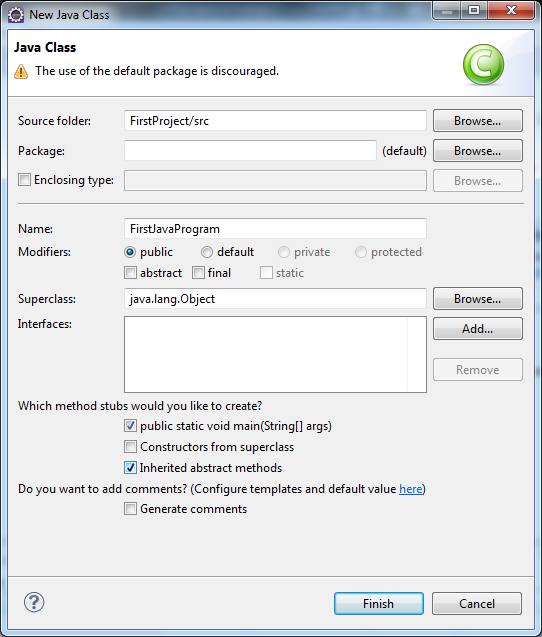 New Java Class
Java Class
The use of the default package is discouraged.
C
Source folder: FirstProject/src Browse...
Package: (default) Browse...
Enclosing type: Browse...
Name: FirstJavaProgram
Modifiers: public default private protected
abstract final static
Superclass: java.lang.Object Browse...
Interfaces: Add...
Remove
Which method stubs would you like to create?
public static void main(String[] args)
Constructors from superclass
Inherited abstract methods
Do you want to add comments? (Configure templates and default value here)
Generate comments
? Finish Cancel